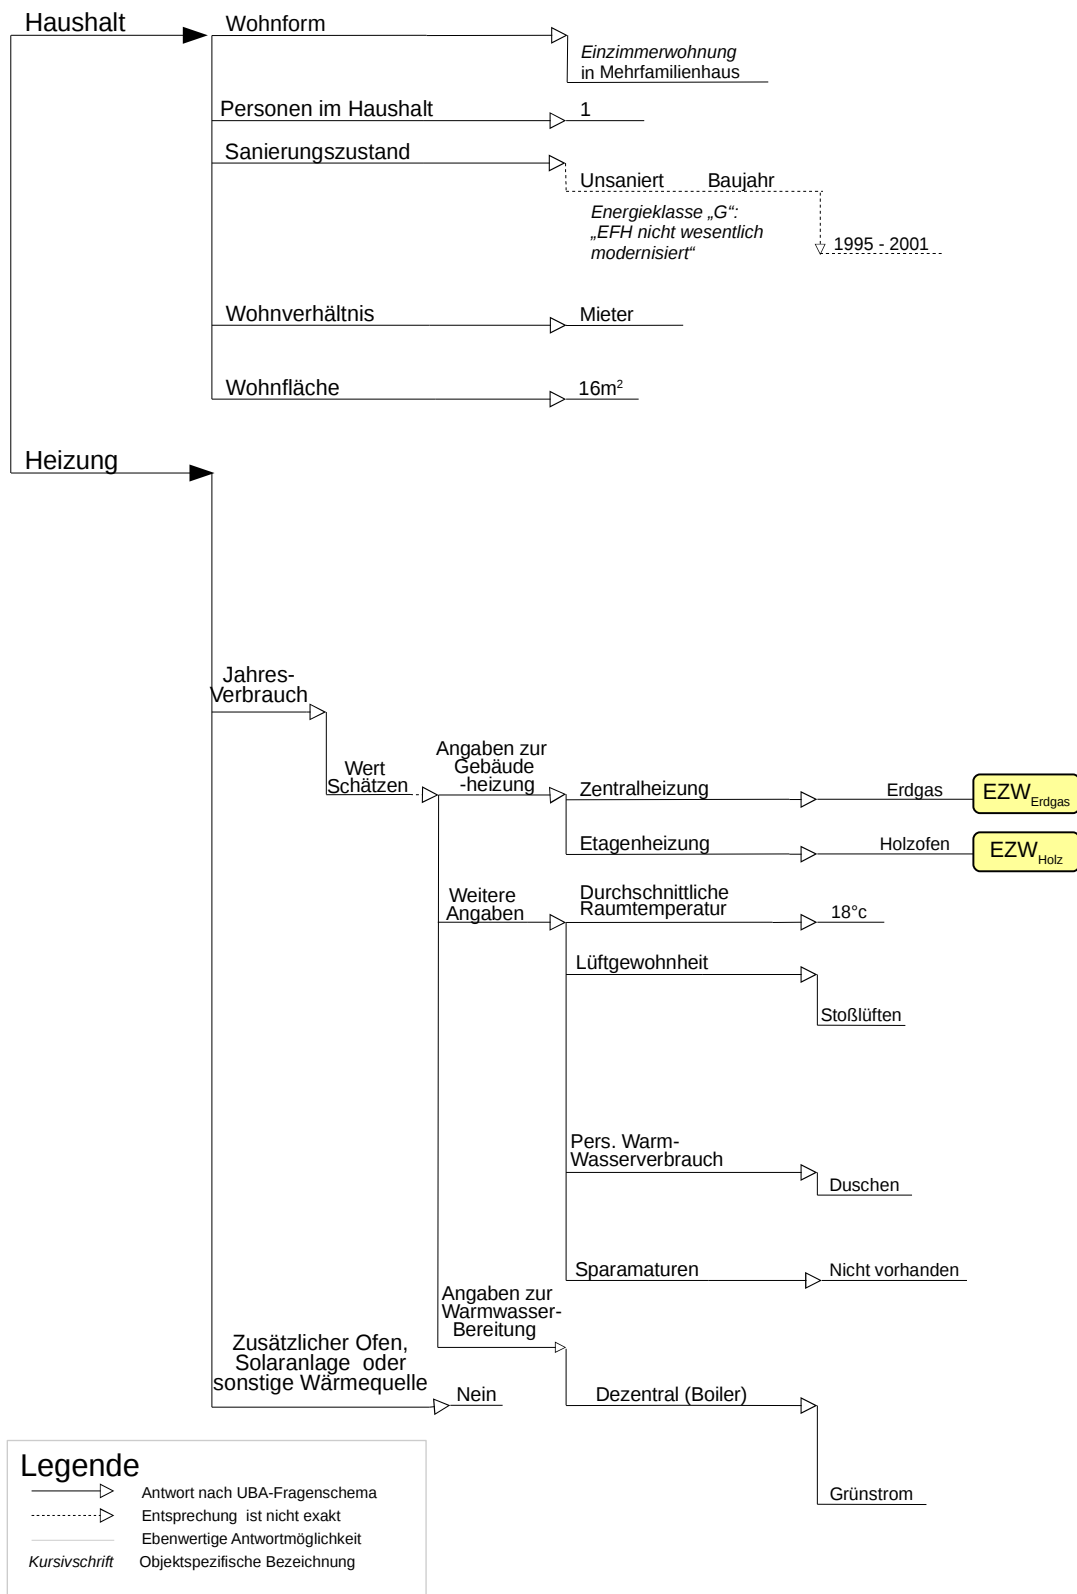 Haushalt
Wohnform
Einzimmerwohnung
in Mehrfamilienhaus
Personen im Haushalt
1
Sanierungszustand
Unsaniert
Baujahr
Energieklasse „G“:
„EFH nicht wesentlich
modernisiert“
1995 - 2001
Wohnverhältnis
Mieter
Wohnfläche
16m²
Heizung
Jahres-
Verbrauch
Wert
Schätzen
Angaben zur
Gebäude
-heizung
Zentralheizung
Erdgas
EZW Erdgas
Etagenheizung
Holzofen
EZW Holz
Weitere
Angaben
Durchschnittliche
Raumtemperatur
18°c
Lüftgewohnheit
Stoßlüften
Pers. Warm-
Wasserverbrauch
Duschen
Sparamaturen
Nicht vorhanden
Angaben zur
Warmwasser-
Bereitung
Dezentral (Boiler)
Grünstrom
Zusätzlicher Ofen,
Solaranlage oder
sonstige Wärmequelle
Nein
Legende
Antwort nach UBA-Fragenschema
Entsprechung ist nicht exakt
Ebenwertige Antwortmöglichkeit
Kursivschrift Objektspezifische Bezeichnung